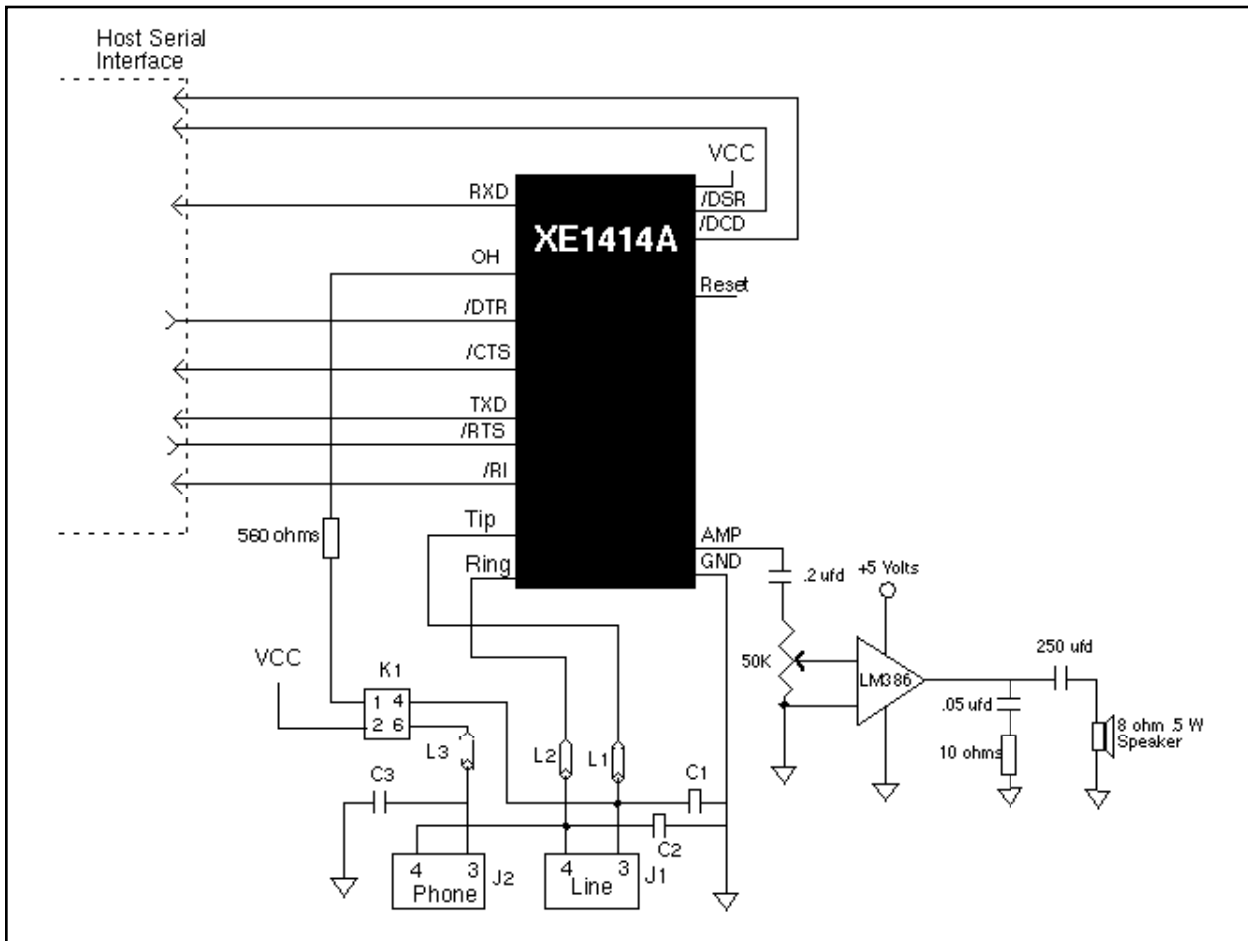 Host Serial
Interface
VCC
RXD
/DSR
/DCD
XE1414A
OH
Reset
/DTR
/CTS
TXD
/RTS
/RI
560 ohms
Tip
AMP
Ring
GND
.2 ufd
+5 Volts
VCC
K1
1 4
2 6
50K
LM386
250 ufd
.05 ufd
8 ohm .5 W
Speaker
10 ohms
L3
L2
L1
C3
C1
C2
4 3
Phone
J2
4 3
Line
J1